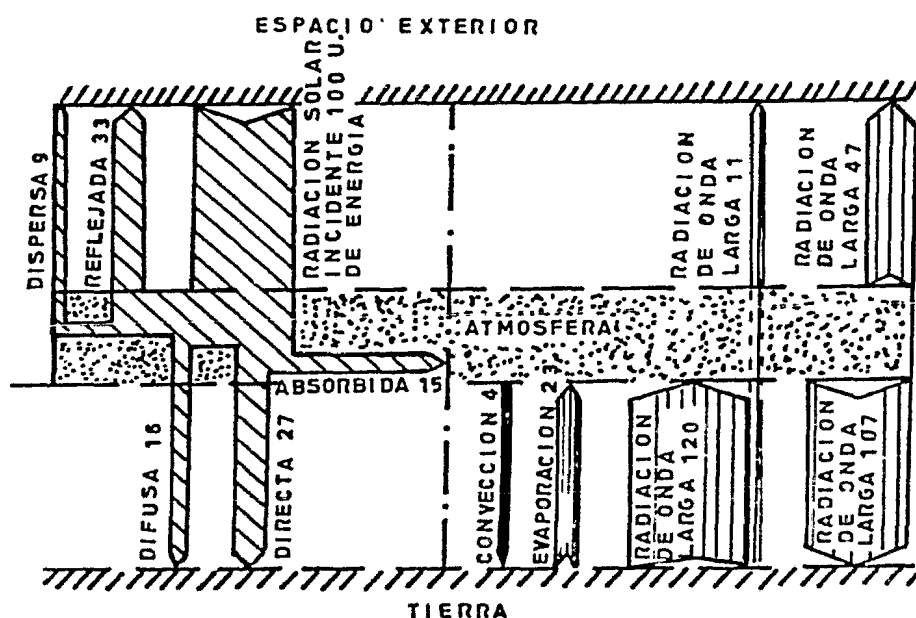 ESPACIO EXTERIOR
DISPERSA 9
REFLEJADA 33
RADIACION SOLAR
INCIDENTE 100 U.
DE ENERGIA
RADIACION
DE ONDA
LARGA 11
RADIACION
DE ONDA
LARGA 47
ATMOSFERA
ABSORBIDA 15
DIFUSA 16
DIRECTA 27
CONVECCION 4
EVAPORACION 23
RADIACION
DE ONDA
LARGA 120
RADIACION
DE ONDA
LARGA 107
TIERRA